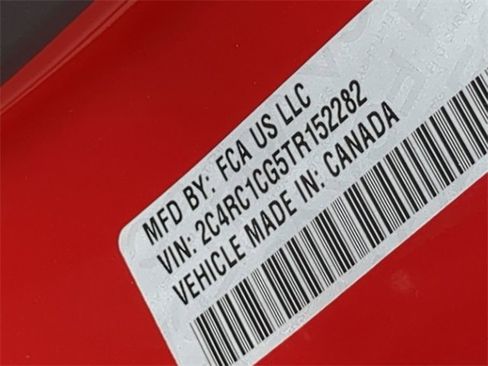 MFD BY: FCA US LLC
VIN: 2C4RC1CG5TR152282
VEHICLE MADE IN: CANADA